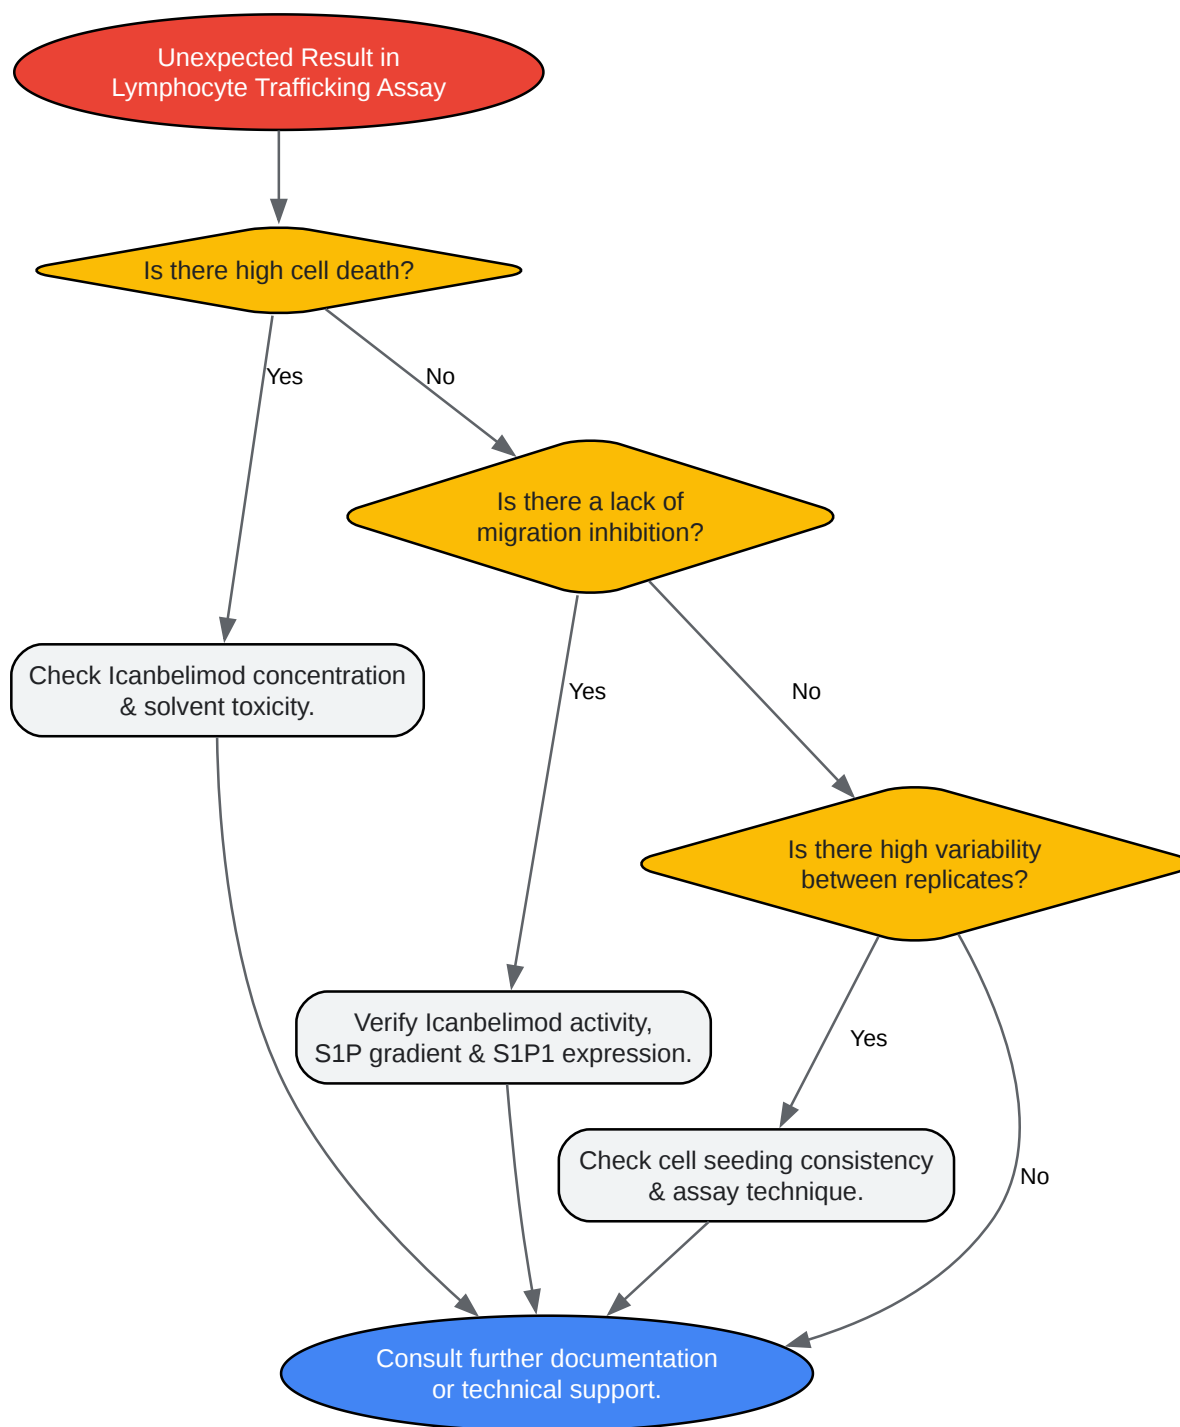 Unexpected Result in
Lymphocyte Trafficking Assay
Is there high cell death?
Yes
No
Is there a lack of
migration inhibition?
Check Icanbelimod concentration
& solvent toxicity.
Yes
No
Is there high variability
between replicates?
Verify Icanbelimod activity,
S1P gradient & S1P1 expression.
Yes
Check cell seeding consistency
& assay technique.
No
Consult further documentation
or technical support.